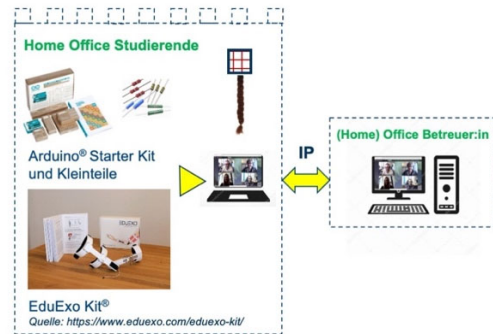 Home Office Studierende
Arduino® Starter Kit
und Kleinteile
EDUEXO
EduExo Kit®
Quelle: https://www.eduexo.com/eduexo-kit/
IP
(Home) Office Betreuer:in